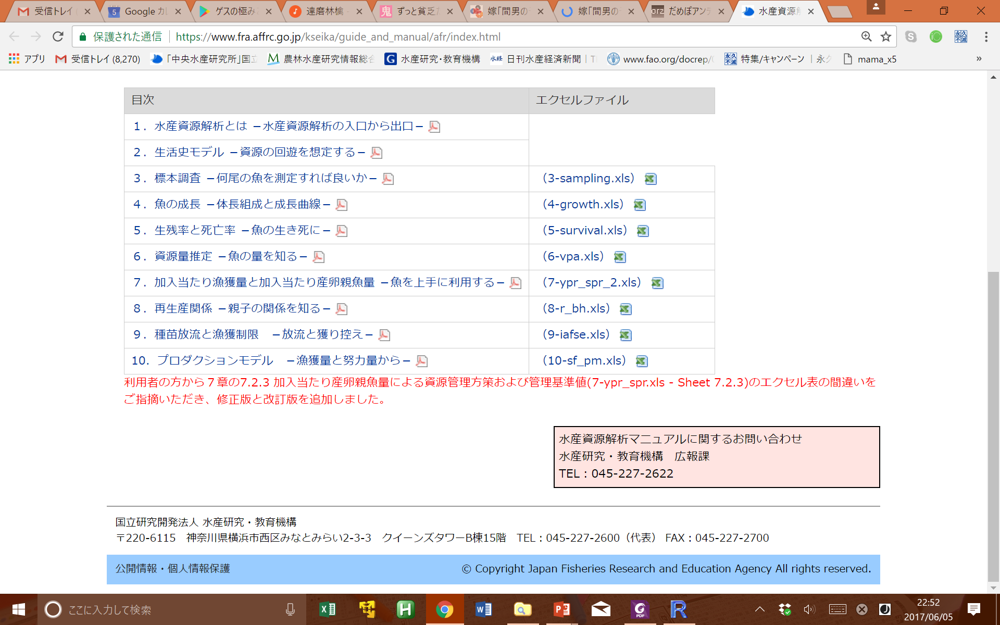 受信トレイ (
Google カレ
ゲスの極み
達磨林檎 -
ずっと貧乏
嫁「間男の
嫁「間男の
だめぽアンテ
水産資源解
保護された通信
https://www.fra.affrc.go.jp/kseika/guide_and_manual/afr/index.html
アプリ
受信トレイ (8,270)
「中央水産研究所」国立
農林水産研究情報総合
水産研究・教育機構
日刊水産経済新聞 | T
www.fao.org/docrep/
特集/キャンペーン | 永久
mama_x5
»
目次 エクセルファイル
1. 水産資源解析とは －水産資源解析の入口から出口－
2. 生活史モデル －資源の回遊を想定する－
3. 標本調査 －何尾の魚を測定すれば良いか－ （3-sampling.xls）
4. 魚の成長 －体長組成と成長曲線－ （4-growth.xls）
5. 生残率と死亡率 －魚の生き死に－ （5-survival.xls）
6. 資源量推定 －魚の量を知る－ （6-vpa.xls）
7. 加入当たり漁獲量と加入当たり産卵親魚量 －魚を上手に利用する－ （7-ypr_spr_2.xls）
8. 再生産関係 －親子の関係を知る－ （8-r_bh.xls）
9. 種苗放流と漁獲制限　－放流と獲り控え－ （9-iafse.xls）
10. プロダクションモデル　－漁獲量と努力量から－ （10-sf_pm.xls）
利用者の方から７章の7.2.3 加入当たり産卵親魚量による資源管理方策および管理基準値(7-ypr_spr.xls - Sheet 7.2.3)のエクセル表の間違いを
ご指摘いただき、修正版と改訂版を追加しました。
水産資源解析マニュアルに関するお問い合わせ
水産研究・教育機構　広報課
TEL：045-227-2622
国立研究開発法人 水産研究・教育機構
〒220-6115　神奈川県横浜市西区みなとみらい2-3-3　クイーンズタワーB棟15階　TEL：045-227-2600（代表） FAX：045-227-2700
公開情報・個人情報保護
© Copyright Japan Fisheries Research and Education Agency All rights reserved.
ここに入力して検索
22:52
2017/06/05